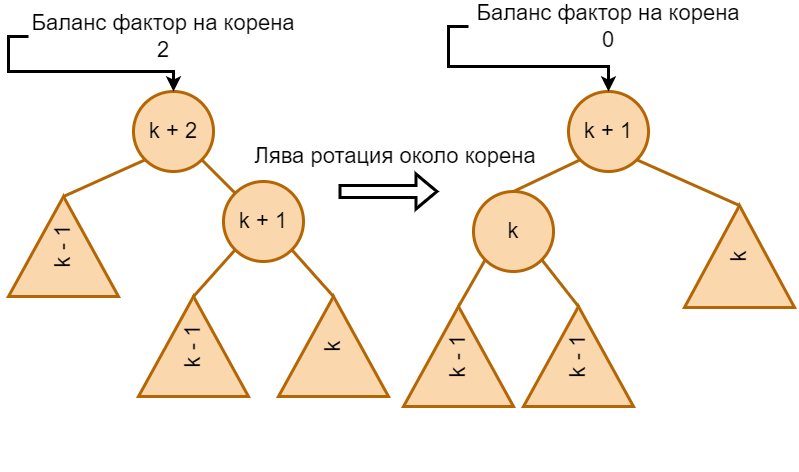 Баланс фактор на корена
2
k + 2
k - 1
k + 1
k - 1
k
Лява ротация около корена
Баланс фактор на корена
0
k + 1
k
k
k - 1
k - 1